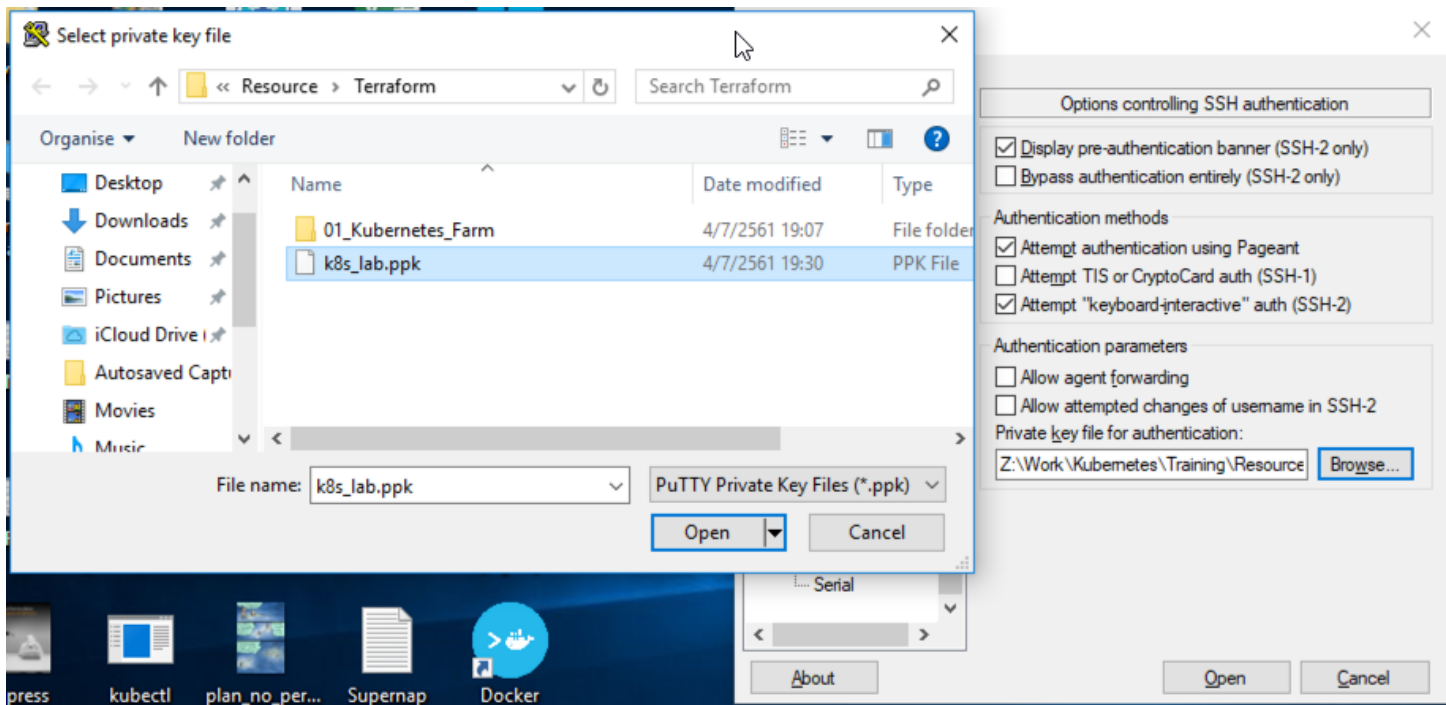 Select private key file
« Resource › Terraform
Search Terraform
Organise
New folder
Name
Date modified
Type
Desktop
Downloads
Documents
Pictures
iCloud Drive (
Autosaved Captu
Movies
Music
01_Kubernetes_Farm 4/7/2561 19:07 File folder
k8s_lab.ppk 4/7/2561 19:30 PPK File
File name: k8s_lab.ppk
PuTTY Private Key Files (*.ppk)
Open
Cancel
Options controlling SSH authentication
Display pre-authentication banner (SSH-2 only)
Bypass authentication entirely (SSH-2 only)
Authentication methods
Attempt authentication using Pageant
Attempt TIS or CryptoCard auth (SSH-1)
Attempt "keyboard-interactive" auth (SSH-2)
Authentication parameters
Allow agent forwarding
Allow attempted changes of username in SSH-2
Private key file for authentication:
Z:\Work\Kubernetes\Training\Resource
Browse...
Serial
About
Open
Cancel
press
kubectl
plan_no_per...
Supernap
Docker